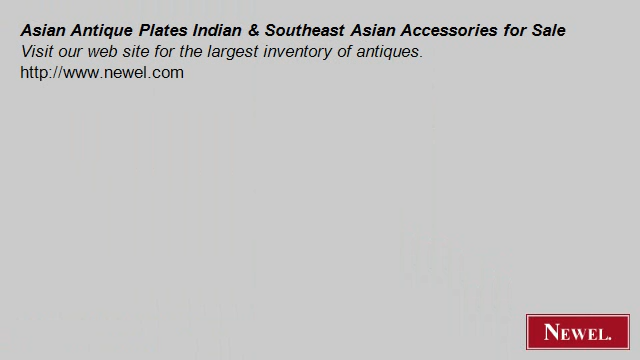 Asian Antique Plates Indian & Southeast Asian Accessories for Sale
Visit our web site for the largest inventory of antiques.
http://www.newel.com
NEWEL.